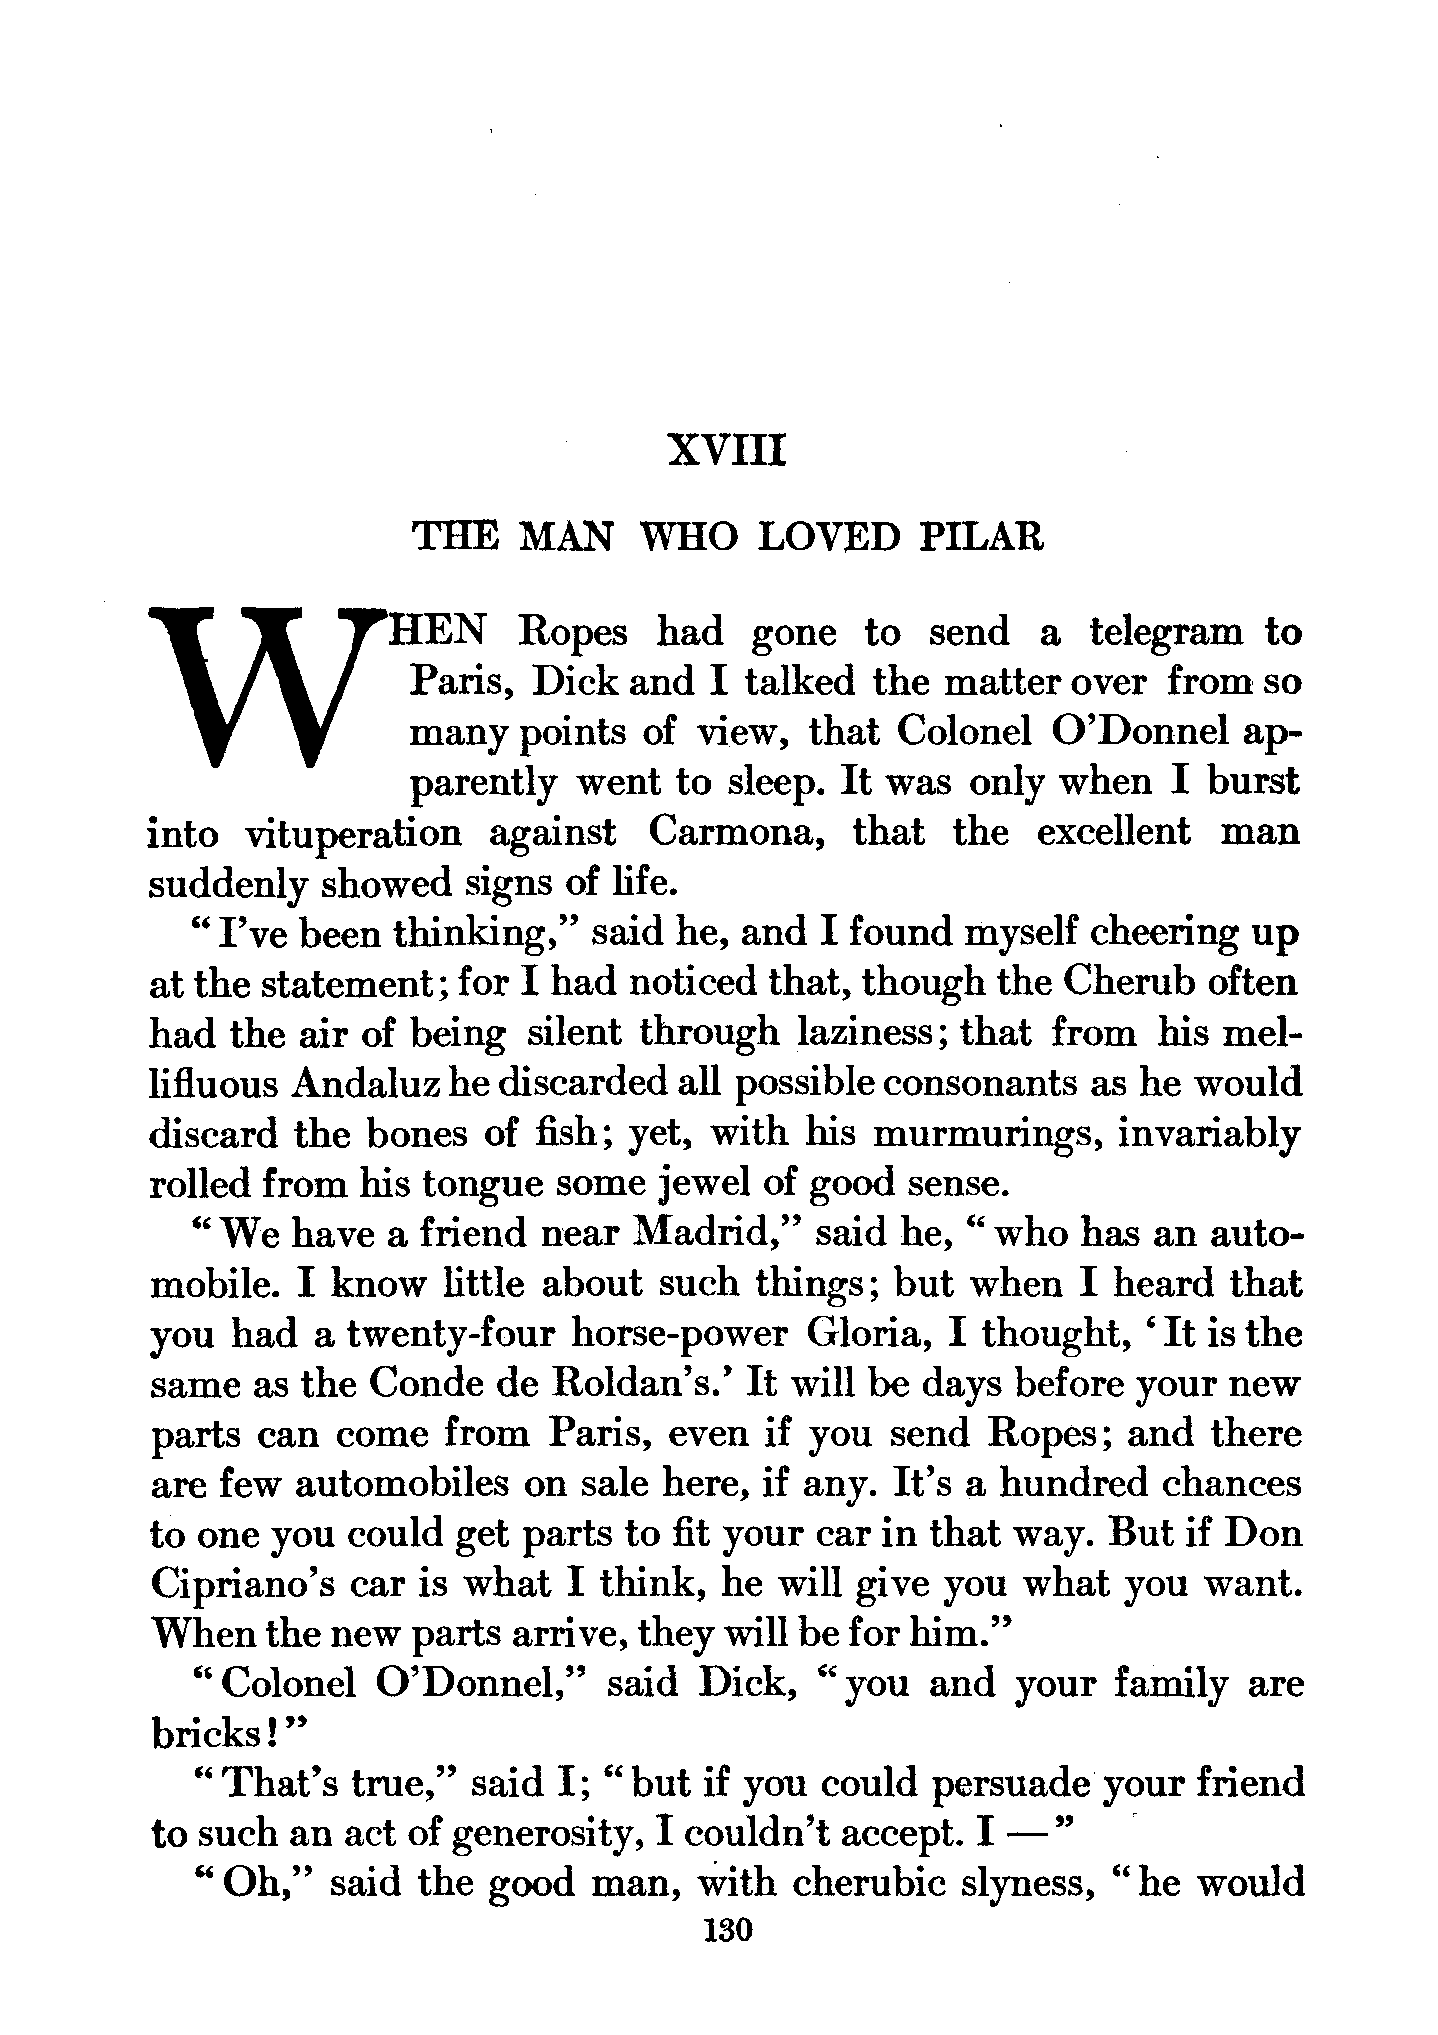 XVIII
THE MAN WHO LOVED PILAR
WHEN Ropes had gone to send a telegram to
Paris, Dick and I talked the matter over from so
many points of view, that Colonel O'Donnel ap-
parently went to sleep. It was only when I burst
into vituperation against Carmona, that the excellent man
suddenly showed signs of life.
"I've been thinking," said he, and I found myself cheering up
at the statement; for I had noticed that, though the Cherub often
had the air of being silent through laziness; that from his mel-
lifluous Andaluz he discarded all possible consonants as he would
discard the bones of fish; yet, with his murmurings, invariably
rolled from his tongue some jewel of good sense.
"We have a friend near Madrid," said he, "who has an auto-
mobile. I know little about such things; but when I heard that
you had a twenty-four horse-power Gloria, I thought, 'It is the
same as the Conde de Roldan's.' It will be days before your new
parts can come from Paris, even if you send Ropes; and there
are few automobiles on sale here, if any. It's a hundred chances
to one you could get parts to fit your car in that way. But if Don
Cipriano's car is what I think, he will give you what you want.
When the new parts arrive, they will be for him."
"Colonel O'Donnel," said Dick, "you and your family are
bricks!"
"That's true," said I; "but if you could persuade your friend
to such an act of generosity, I couldn't accept. I —"
"Oh," said the good man, with cherubic slyness, "he would
130